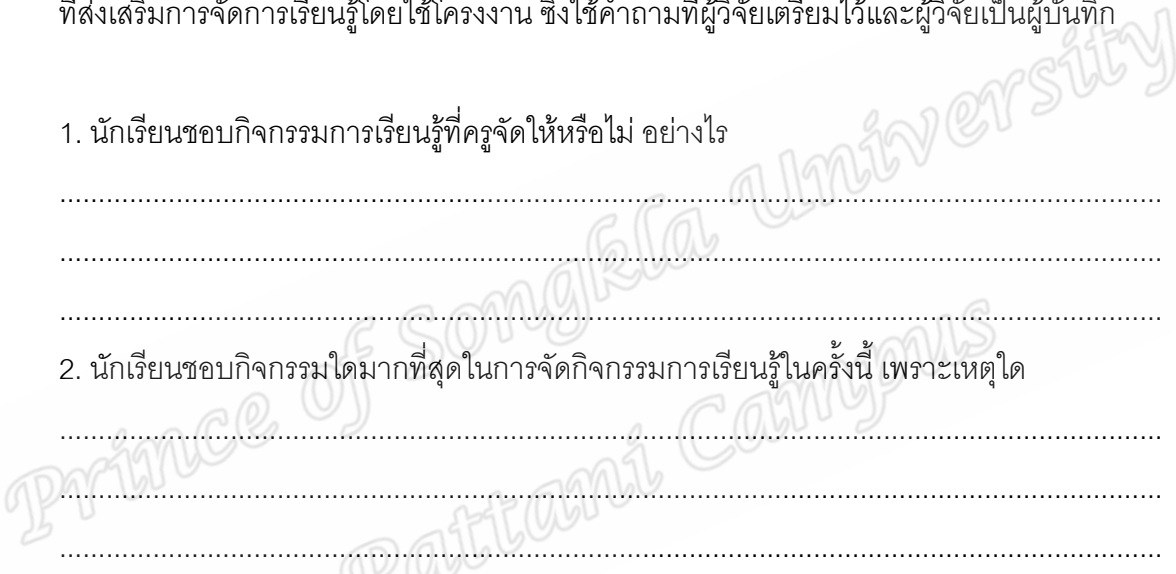 ที่ส่งเสริมการจัดการเรียนรู้โดยใช้โครงงาน ซึ่งใช้คำถามที่ผู้วิจัยเตรียมไว้และผู้วิจัยเป็นผู้บันทึก
1. นักเรียนชอบกิจกรรมการเรียนรู้ที่ครูจัดให้หรือไม่ อย่างไร
2. นักเรียนชอบกิจกรรมใดมากที่สุดในการจัดกิจกรรมการเรียนรู้ในครั้งนี้ เพราะเหตุใด
Prince of Songkla University
Pattani Campus